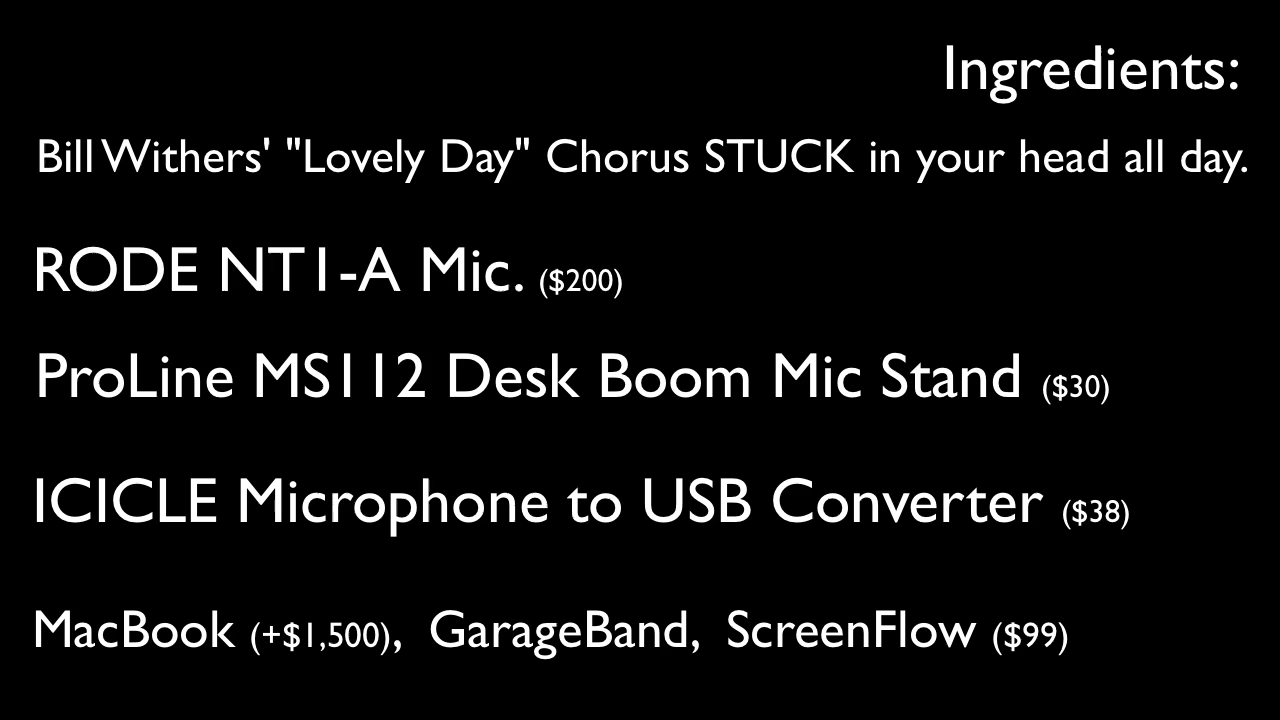 Ingredients:
Bill Withers' "Lovely Day" Chorus STUCK in your head all day.
RODE NT1-A Mic. ($200)
ProLine MS112 Desk Boom Mic Stand ($30)
ICICLE Microphone to USB Converter ($38)
MacBook (+$1,500), GarageBand, ScreenFlow ($99)